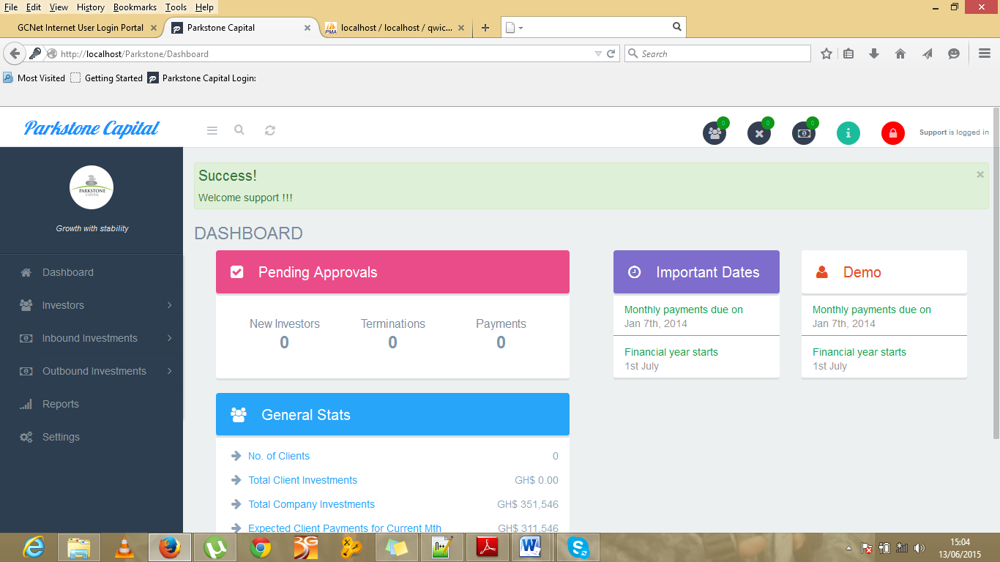 File Edit View History Bookmarks Tools Help
GCNet Internet User Login Portal
Parkstone Capital
localhost / localhost / qwic...
http://localhost/Parkstone/Dashboard
Search
Most Visited
Getting Started
Parkstone Capital Login:
Parkstone Capital
0
0
0
Support is logged in
PARKSTONE
CAPITAL
Growth with stability
Dashboard
Investors
Inbound Investments
Outbound Investments
Reports
Settings
Success!
Welcome support !!!
DASHBOARD
Pending Approvals
New Investors Terminations Payments
0 0 0
Important Dates
Monthly payments due on
Jan 7th, 2014
Financial year starts
1st July
Demo
Monthly payments due on
Jan 7th, 2014
Financial year starts
1st July
General Stats
No. of Clients 0
Total Client Investments GH$ 0.00
Total Company Investments GH$ 351,546
Expected Client Payments for Current Mth GH$ 311,546
15:04
13/06/2015